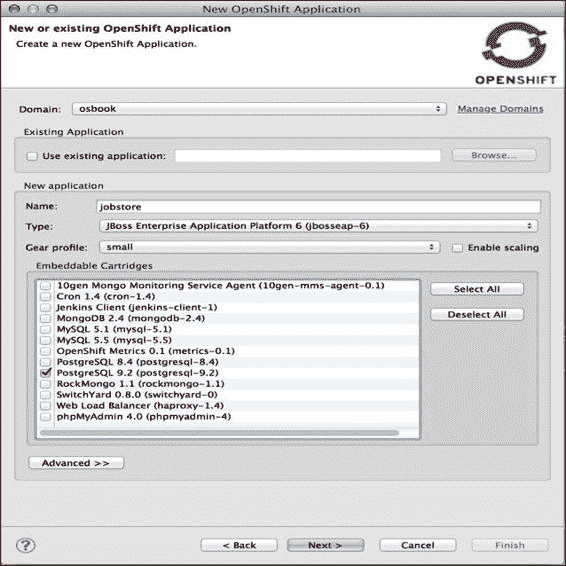 New OpenShift Application
New or existing OpenShift Application
Create a new OpenShift Application.
OPENSHIFT
Domain: osbook Manage Domains
Existing Application
Use existing application: Browse...
New application
Name: jobstore
Type: JBoss Enterprise Application Platform 6 (jbosseap-6)
Gear profile: small Enable scaling
Embeddable Cartridges
10gen Mongo Monitoring Service Agent (10gen-mms-agent-0.1)
Cron 1.4 (cron-1.4)
Jenkins Client (jenkins-client-1)
MongoDB 2.4 (mongodb-2.4)
MySQL 5.1 (mysql-5.1)
MySQL 5.5 (mysql-5.5)
OpenShift Metrics 0.1 (metrics-0.1)
PostgreSQL 8.4 (postgresql-8.4)
PostgreSQL 9.2 (postgresql-9.2)
RockMongo 1.1 (rockmongo-1.1)
SwitchYard 0.8.0 (switchyard-0)
Web Load Balancer (haproxy-1.4)
phpMyAdmin 4.0 (phpmyadmin-4)
Select All
Deselect All
Advanced >>
? < Back Next > Cancel Finish